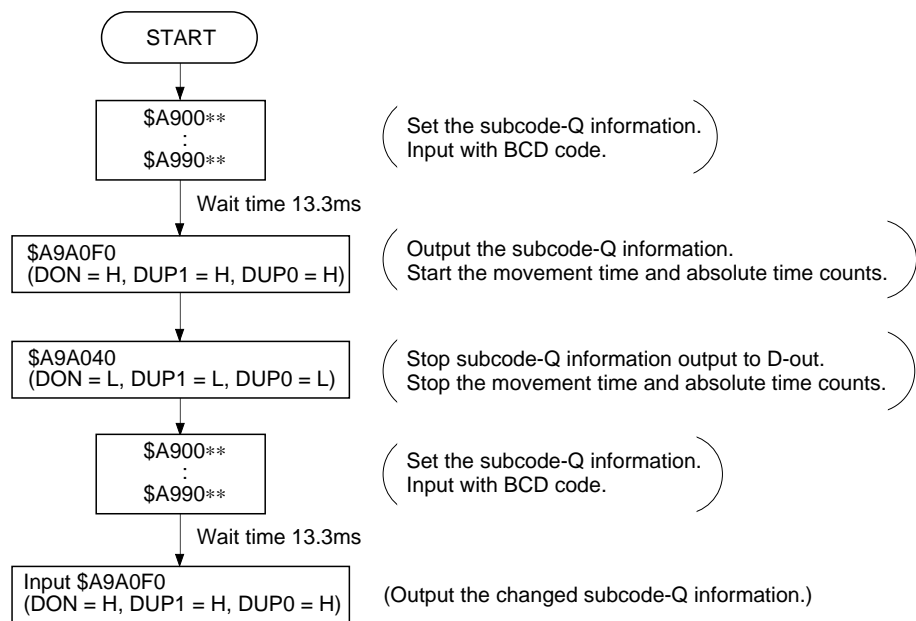 START
$A900**
:
$A990**
Set the subcode-Q information.
Input with BCD code.
Wait time 13.3ms
$A9A0F0
(DON = H, DUP1 = H, DUP0 = H)
Output the subcode-Q information.
Start the movement time and absolute time counts.
$A9A040
(DON = L, DUP1 = L, DUP0 = L)
Stop subcode-Q information output to D-out.
Stop the movement time and absolute time counts.
$A900**
:
$A990**
Set the subcode-Q information.
Input with BCD code.
Wait time 13.3ms
Input $A9A0F0
(DON = H, DUP1 = H, DUP0 = H)
(Output the changed subcode-Q information.)